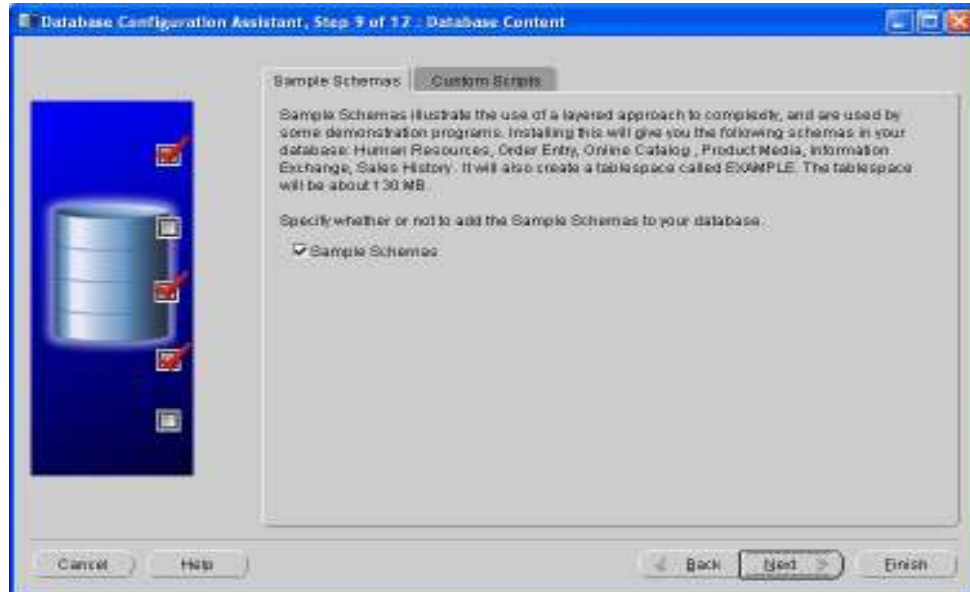 Database Configuration Assistant, Step 9 of 12 : Database Content
Sample Schemas
Custom Scripts
Sample Schemas illustrate the use of a layered approach to complexity, and are used by
some demonstration programs. Installing this will give you the following schemas in your
database: Human Resources, Order Entry, Online Catalog , Product Media, Information
Exchange, Sales History. It will also create a tablespace called EXAMPLE. The tablespace
will be about 130 MB.
Specify whether or not to add the Sample Schemas to your database.
Sample Schemas
Cancel
Help
Back
Next
Finish